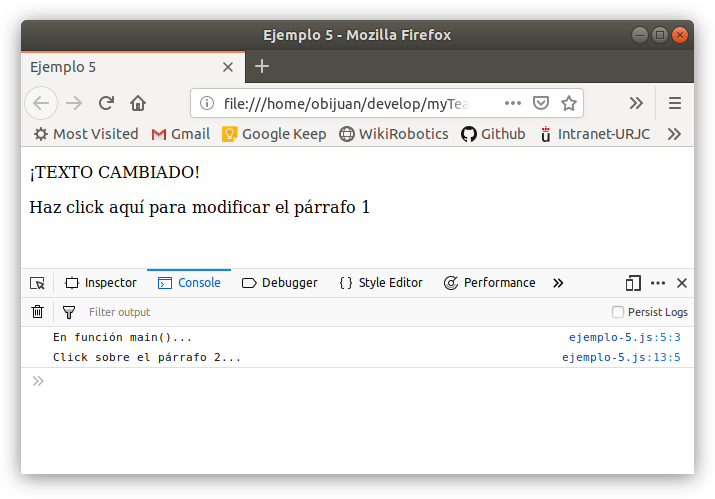 Ejemplo 5 - Mozilla Firefox
Ejemplo 5
file:///home/obijuan/develop/myTea
Most Visited Gmail Google Keep WikiRobotics Github Intranet-URJC
¡TEXTO CAMBIADO!
Haz click aquí para modificar el párrafo 1
Inspector Console Debugger { } Style Editor Performance
Filter output Persist Logs
En función main()... ejemplo-5.js:5:3
Click sobre el párrafo 2... ejemplo-5.js:13:5